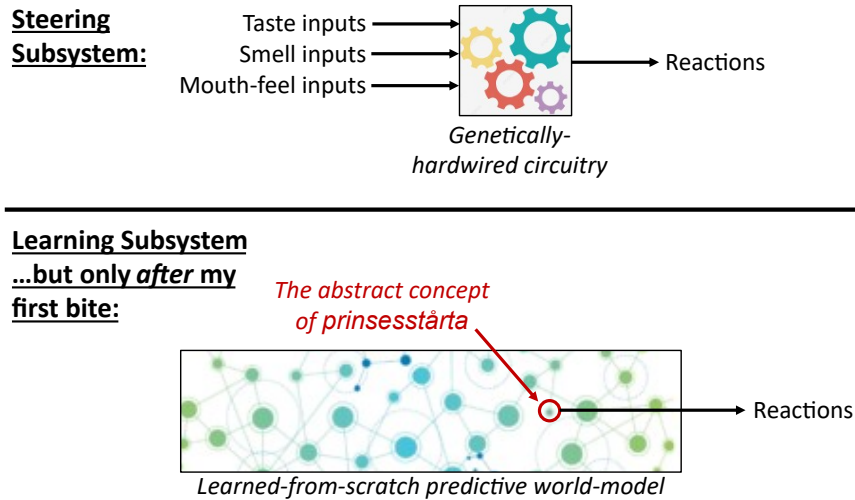 Steering
Subsystem:
Taste inputs
Smell inputs
Mouth-feel inputs
Reactions
Genetically-
hardwired circuitry
Learning Subsystem
...but only after my
first bite:
The abstract concept
of prinsesstårta
Reactions
Learned-from-scratch predictive world-model